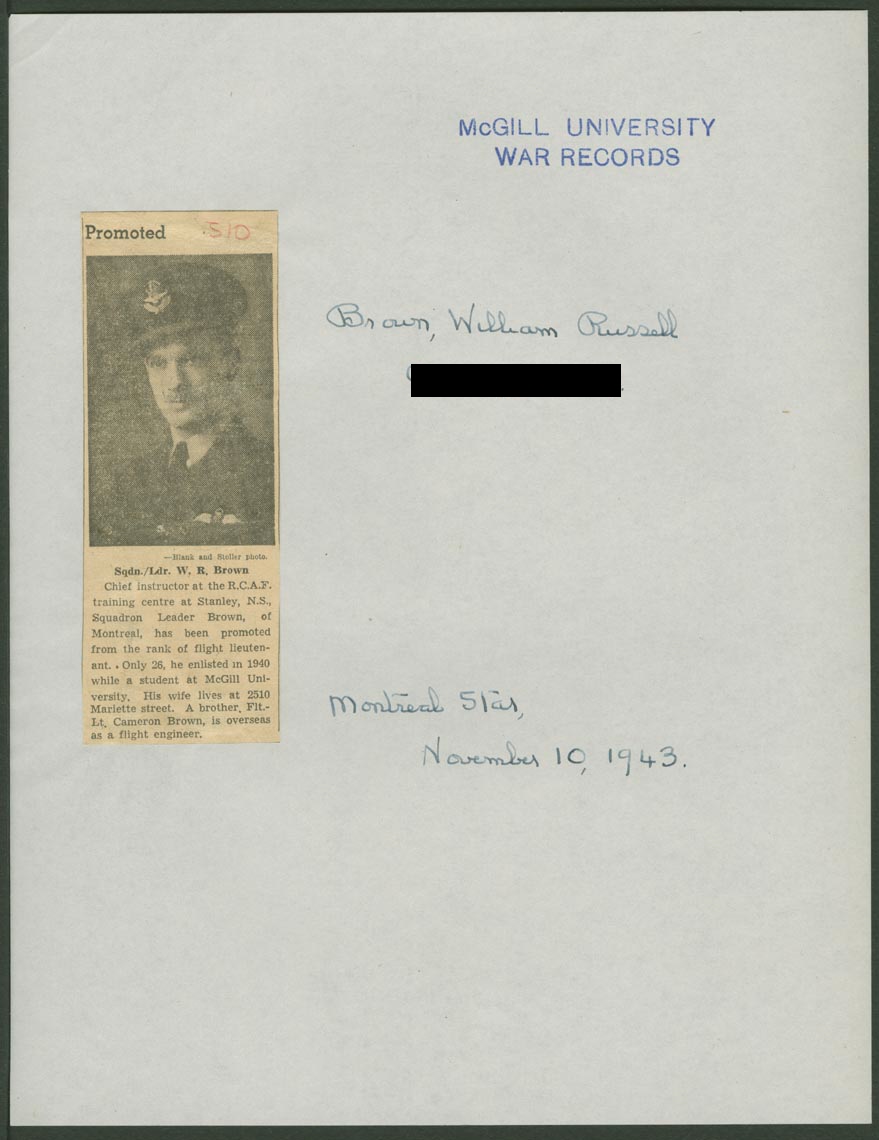 McGILL UNIVERSITY
WAR RECORDS
Promoted 5/0
Brown, William Russell
—Blank and Stoller photo.
Sqdn./Ldr. W. R. Brown
Chief instructor at the R.C.A.F.
training centre at Stanley, N.S.,
Squadron Leader Brown, of
Montreal, has been promoted
from the rank of flight lieuten-
ant. Only 26, he enlisted in 1940
while a student at McGill Uni-
versity. His wife lives at 2510
Mariette street. A brother, Flt.-
Lt. Cameron Brown, is overseas
as a flight engineer.
Montreal Star,
November 10, 1943.